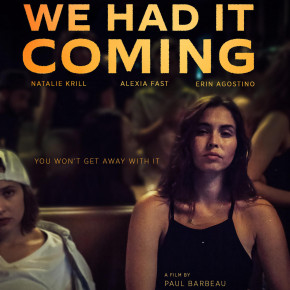 WE HAD IT
COMING
NATALIE KRILL ALEXIA FAST ERIN AGOSTINO
YOU WON'T GET AWAY WITH IT
A FILM BY
PAUL BARBEAU